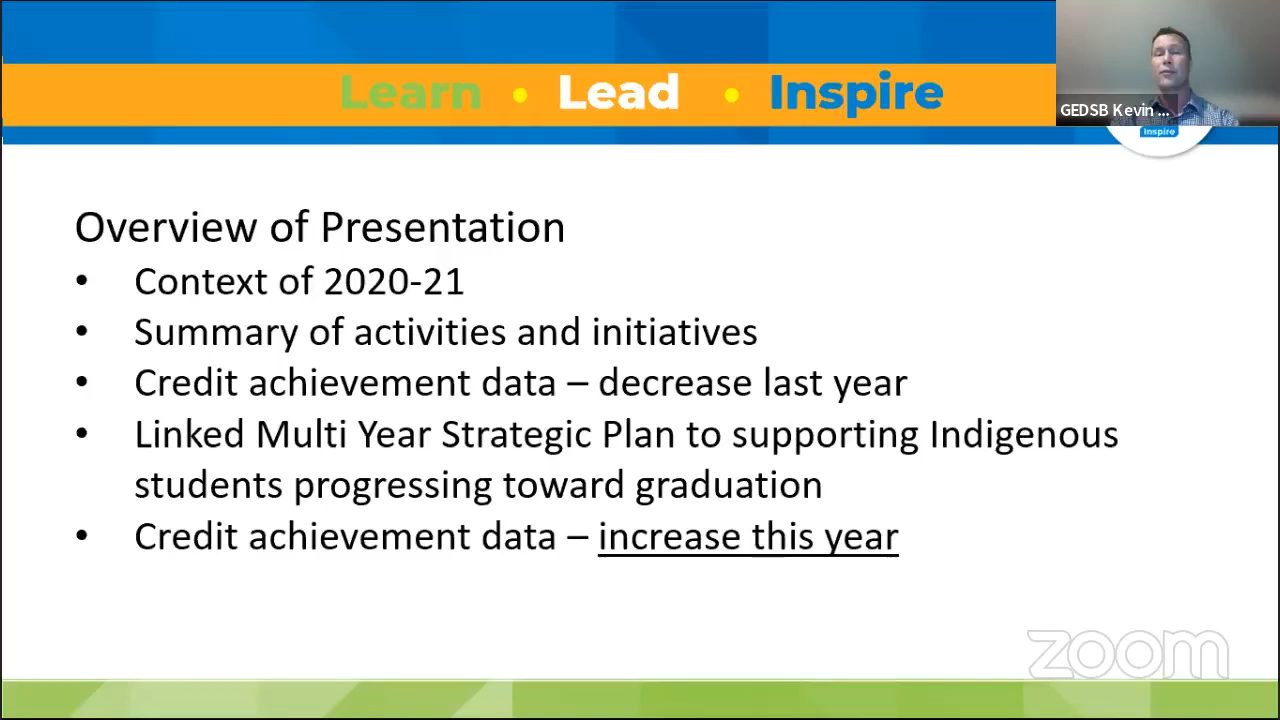 Learn • Lead • Inspire
GEDSB Kevin ...
Inspire
Overview of Presentation
• Context of 2020-21
• Summary of activities and initiatives
• Credit achievement data – decrease last year
• Linked Multi Year Strategic Plan to supporting Indigenous
students progressing toward graduation
• Credit achievement data – increase this year
zoom